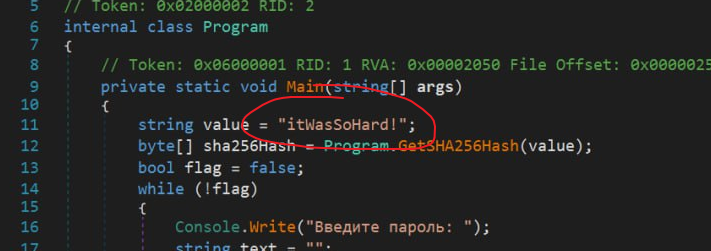 5 // Token: 0x02000002 RID: 2
6 internal class Program
7 {
8 // Token: 0x06000001 RID: 1 RVA: 0x00002050 File Offset: 0x0000025
9 private static void Main(string[] args)
10 {
11 string value = "itWasSoHard!";
12 byte[] sha256Hash = Program.GetSHA256Hash(value);
13 bool flag = false;
14 while (!flag)
15 {
16 Console.Write("Введите пароль: ");
17 string text = "";